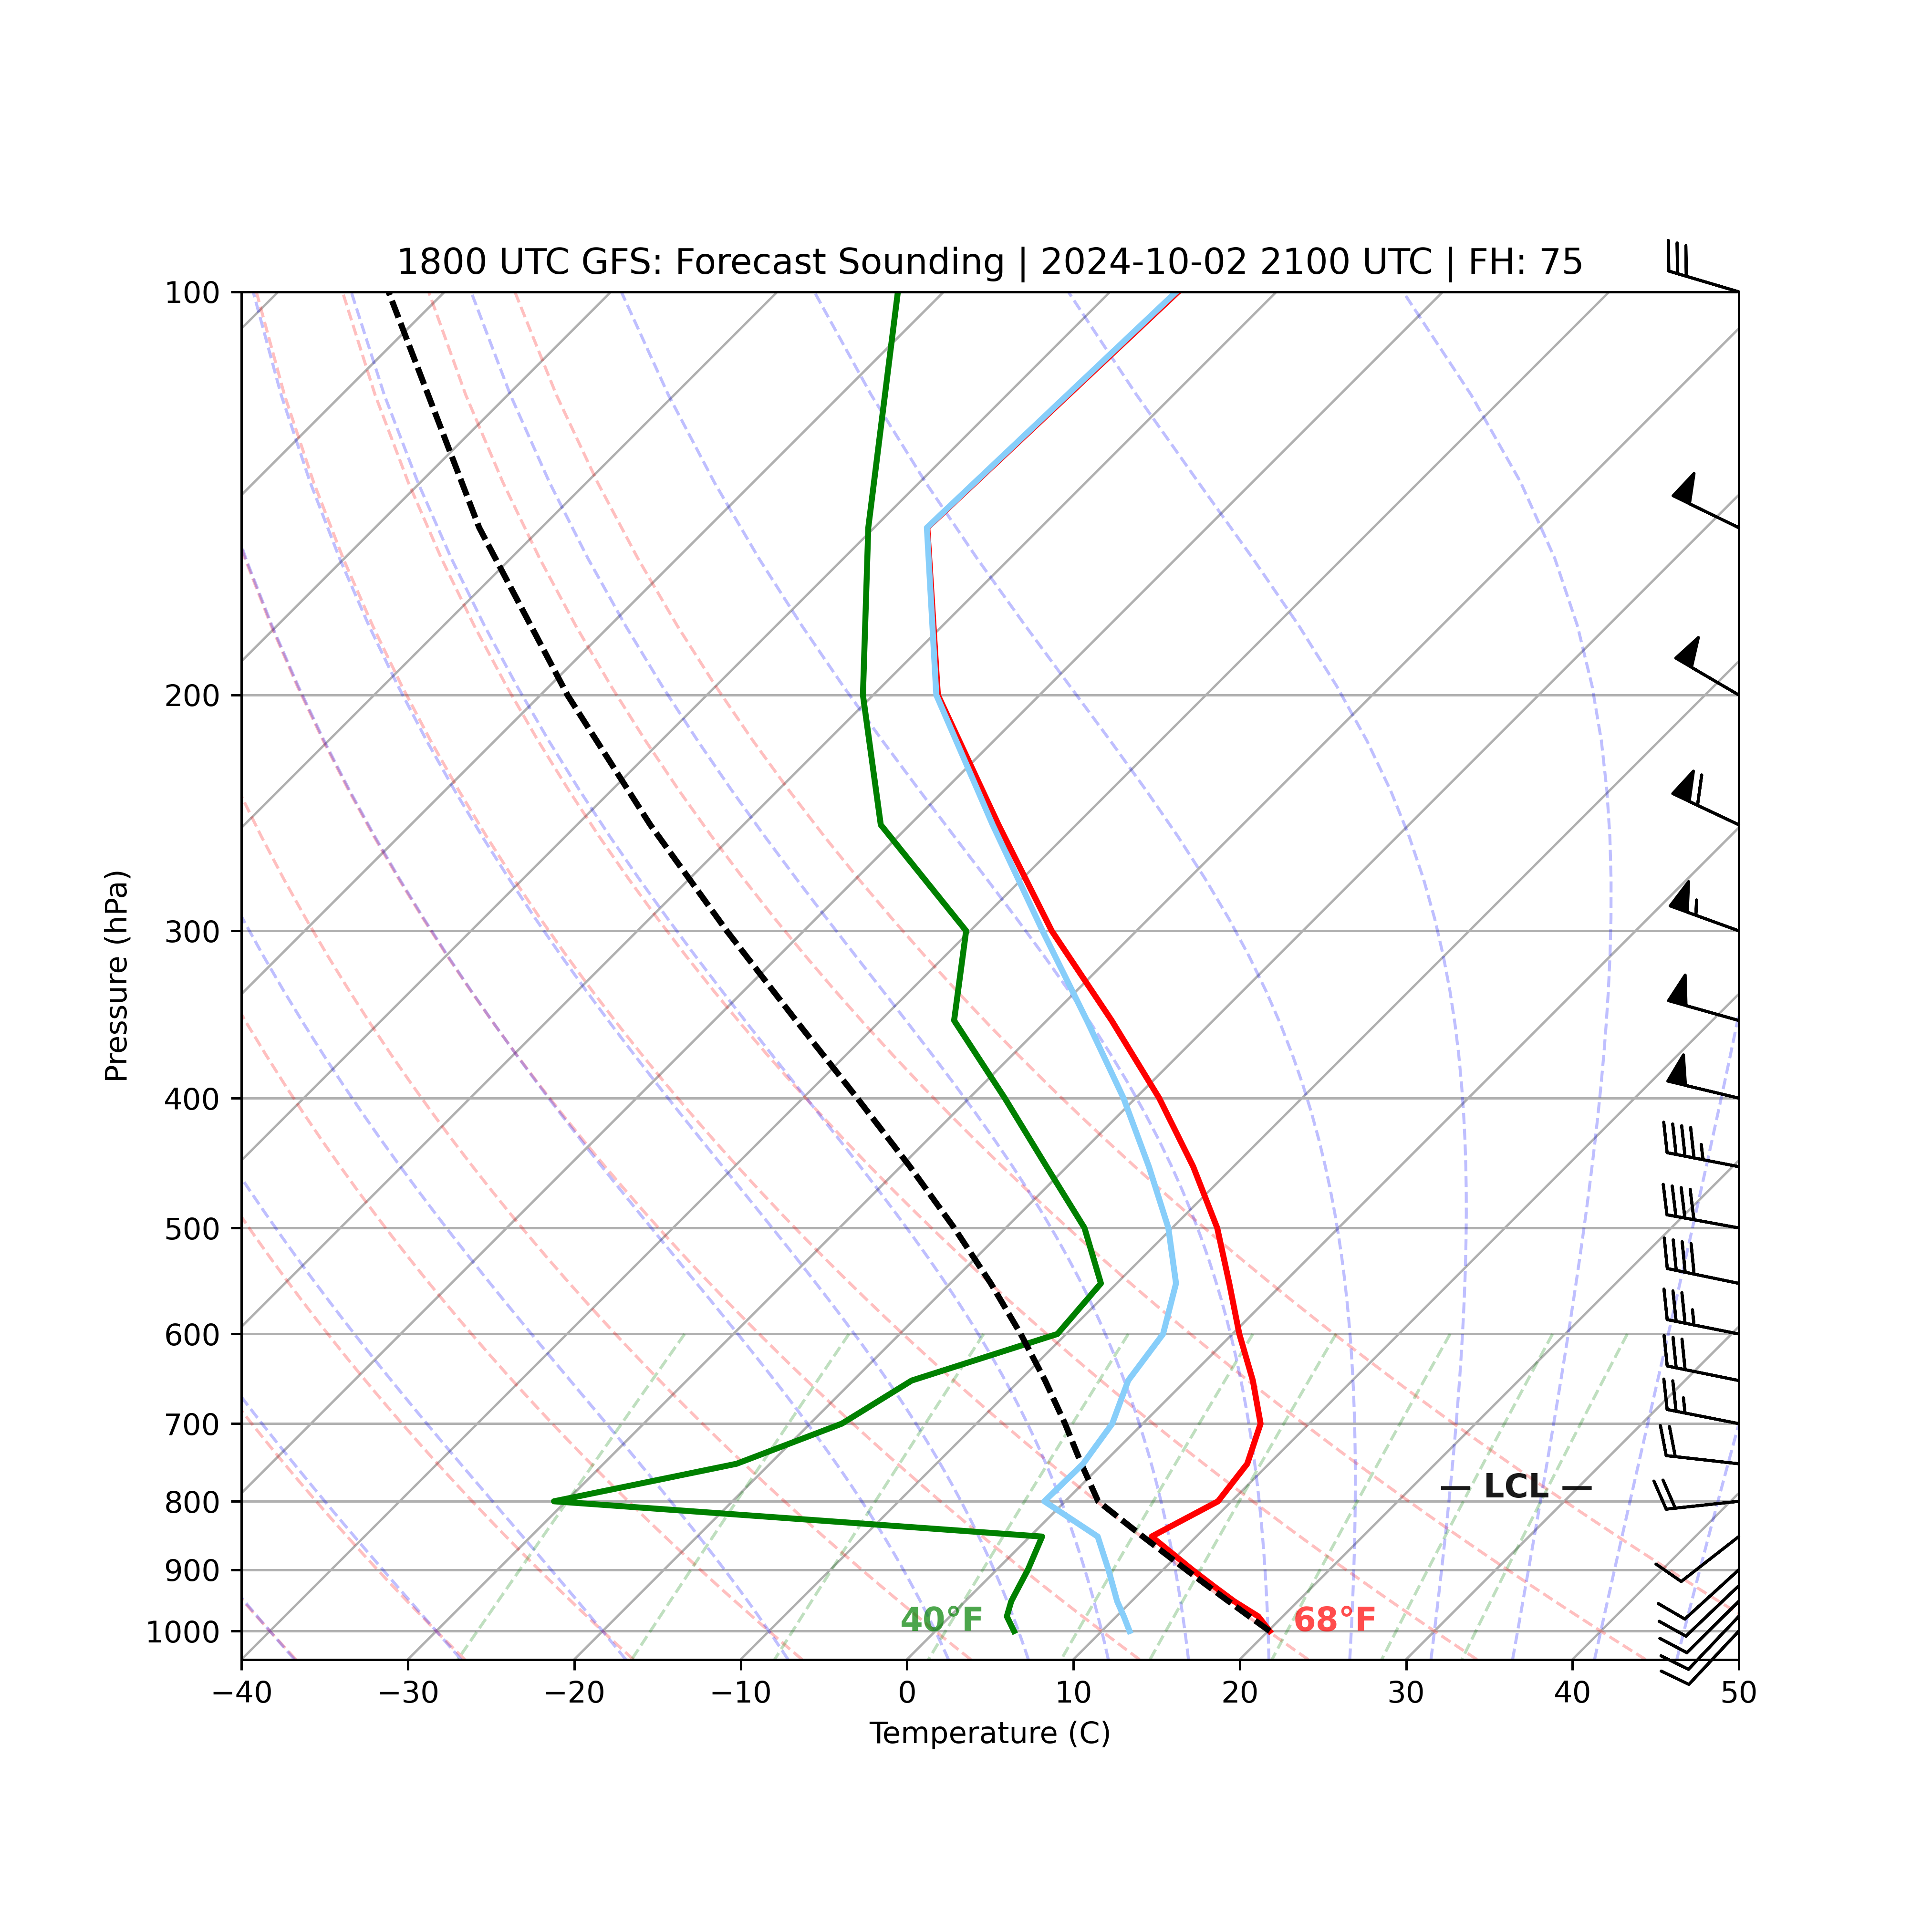 1800 UTC GFS: Forecast Sounding | 2024-10-02 2100 UTC | FH: 75
100
200
300
400
500
600
700
800
900
1000
Pressure (hPa)
— LCL —
40°F
68°F
−40 −30 −20 −10 0 10 20 30 40 50
Temperature (C)